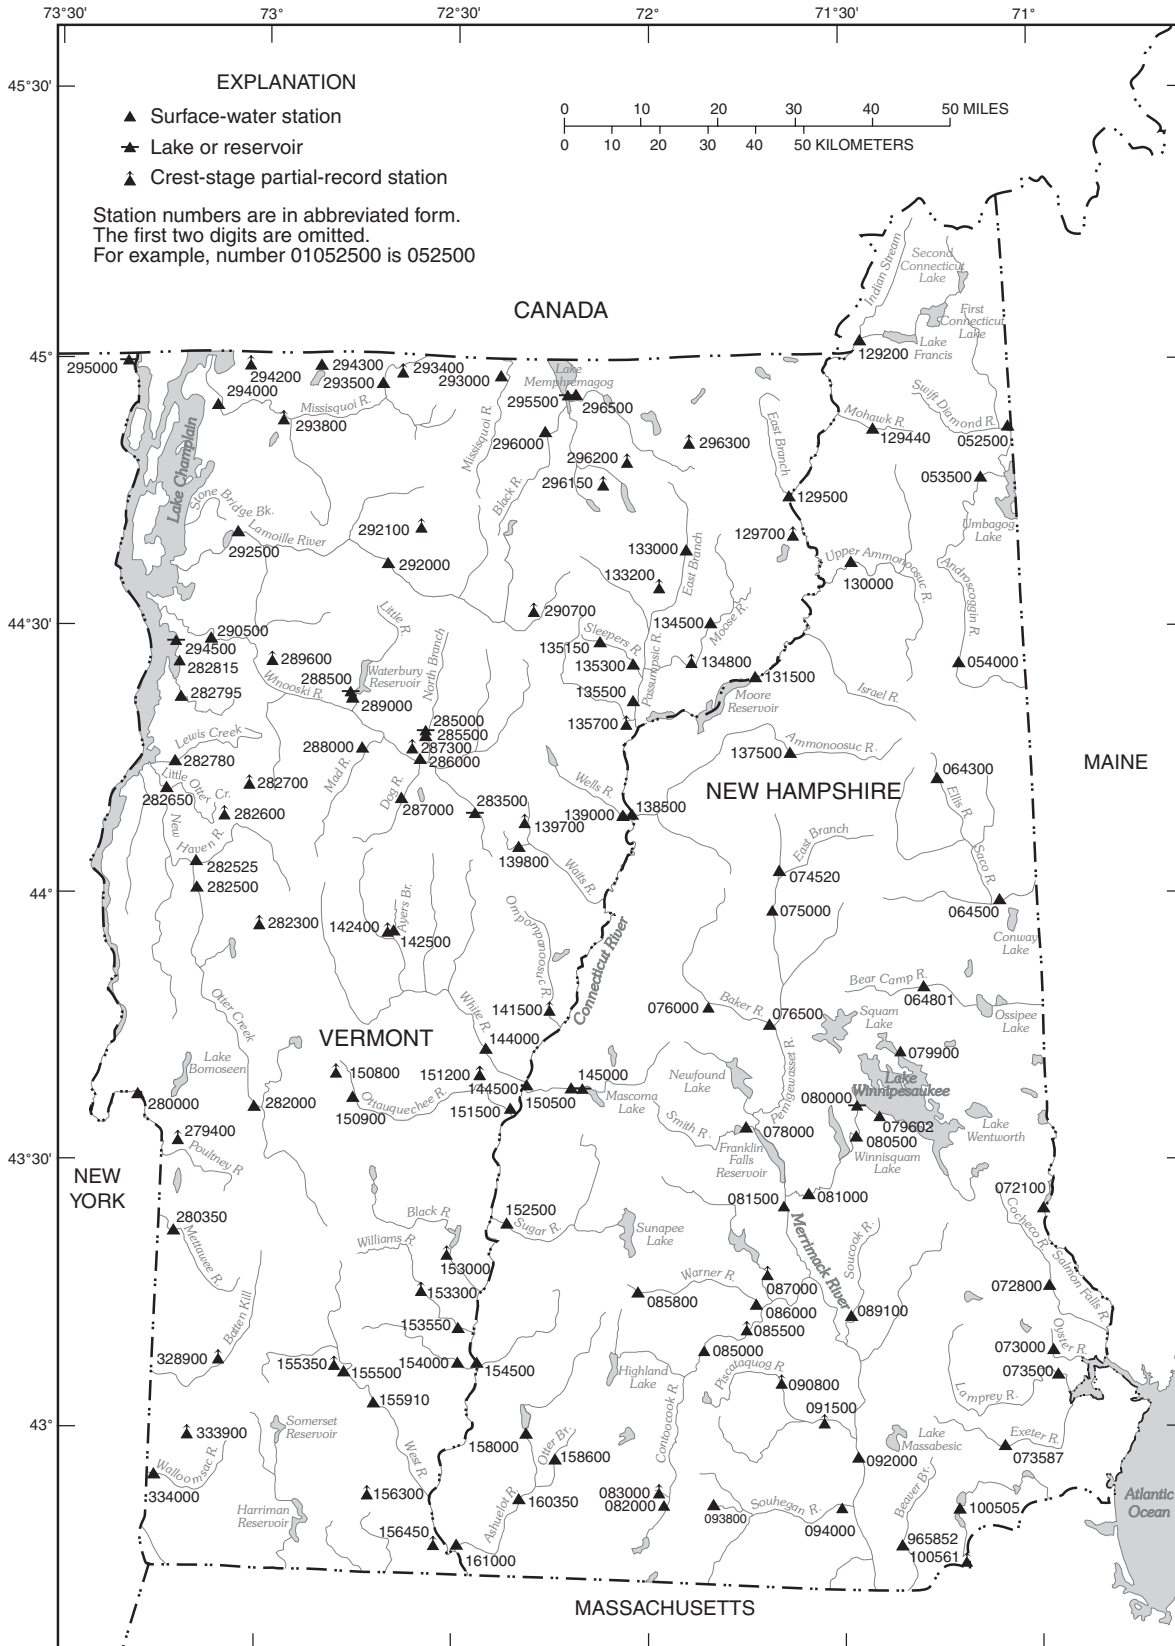 73°30'
73°
72°30'
72°
71°30'
71°
45°30'
EXPLANATION
Surface-water station
Lake or reservoir
Crest-stage partial-record station
Station numbers are in abbreviated form.
The first two digits are omitted.
For example, number 01052500 is 052500
0 10 20 30 40 50 MILES
0 10 20 30 40 50 KILOMETERS
CANADA
Indian Stream
Second
Connecticut
Lake
First
Connecticut
Lake
Lake
Francis
129200
45°
295000
294200
294300
293400
293500
293000
294000
Missisquoi R.
293800
Lake
Memphremagog
295500
296500
Missisquoi R.
296000
296300
296200
296150
Black R.
East Branch
Mohawk R.
129440
Swift Diamond R.
052500
053500
Umbagog
Lake
129500
129700
Lake Champlain
Stone Bridge Bk.
Lamoille River
292500
292100
292000
133000
133200
East Branch
Upper Ammonoosuc R.
130000
Androscoggin R.
44°30'
290700
Little R.
North Branch
Sleepers R.
135150
134500
Moose R.
135300
134800
Passumpsic R.
131500
Moore
Reservoir
Israel R.
054000
290500
294500
282815
289600
282795
Winooski R.
288500
Waterbury
Reservoir
289000
285000
285500
287300
286000
288000
135500
135700
Lewis Creek
282780
Little Otter Cr.
282650
282700
282600
Mad R.
Dog R.
287000
283500
Wells R.
139000
138500
139700
139800
Waits R.
137500
Ammonoosuc R.
NEW HAMPSHIRE
064300
Ellis R.
MAINE
New
Haven R.
282525
282500
44°
282300
142400
Ayers Br.
142500
Ompompanoosuc R.
Connecticut River
East Branch
074520
075000
Saco R.
064500
Conway
Lake
Otter Creek
White R.
141500
VERMONT
144000
076000
Baker R.
076500
Bear Camp R.
064801
Squam
Lake
Ossipee
Lake
079900
Lake
Bomoseen
150800
151200
144500
145000
150500
Mascoma
Lake
Newfound
Lake
Pemigewasset R.
Lake
Winnipesaukee
080000
079602
080500
Winnisquam
Lake
Lake
Wentworth
280000
282000
150900
Ottauquechee R.
151500
Smith R.
078000
Franklin
Falls
Reservoir
279400
Poultney R.
43°30'
NEW
YORK
280350
Mettawee R.
Black R.
Williams R.
152500
Sugar R.
153000
Sunapee
Lake
081500
081000
072100
Cocheco R.
Salmon Falls R.
Merrimack River
Soucook R.
Warner R.
087000
085800
086000
085500
089100
072800
153300
153550
Batten Kill
328900
155350
155500
154000
154500
085000
073000
Oyster R.
073500
155910
Highland
Lake
Piscataquog R.
090800
Lamprey R.
43°
333900
Somerset
Reservoir
West R.
158000
Otter Br.
158600
Contoocook R.
091500
Lake
Massabesic
Exeter R.
073587
092000
Walloomsac R.
334000
156300
Harriman
Reservoir
160350
Ashuelot R.
083000
082000
093800
Souhegan R.
094000
Beaver Br.
100505
Atlantic
Ocean
156450
161000
965852
100561
MASSACHUSETTS